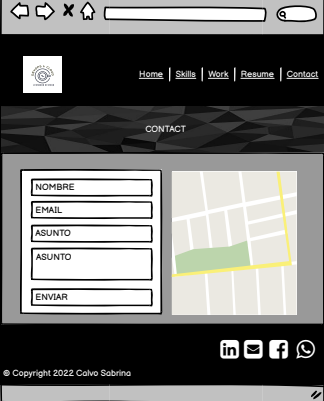 Home | Skills | Work | Resume | Contact
CONTACT
NOMBRE
EMAIL
ASUNTO
ASUNTO
ENVIAR
© Copyright 2022 Calvo Sabrina